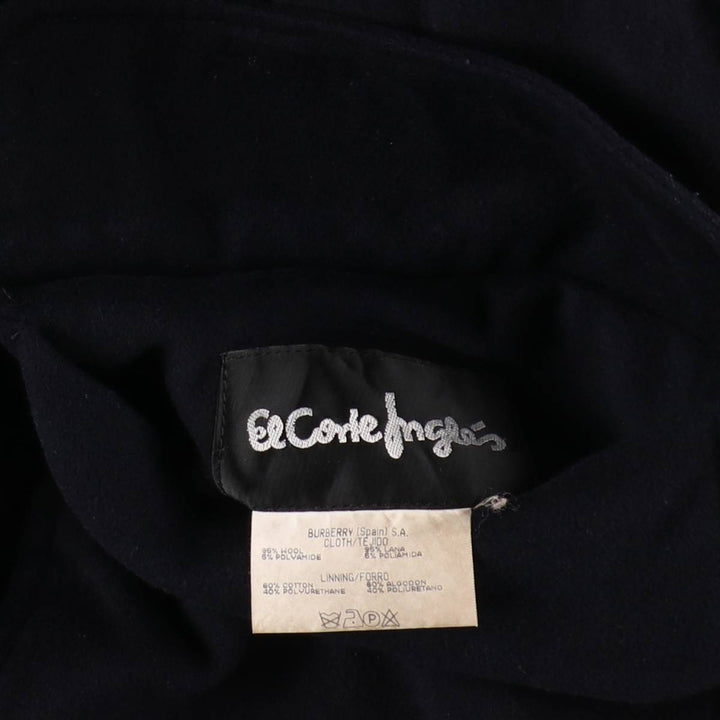 El Corte Inglés
BURBERRY (Spain) S.A.
CLOTH/TEJIDO
95% WOOL 95% LANA
5% POLYAMIDE 5% POLIAMIDA
LINNING/FORRO
60% COTTON 60% ALGODON
40% POLYURETHANE 40% POLIURETANO
P